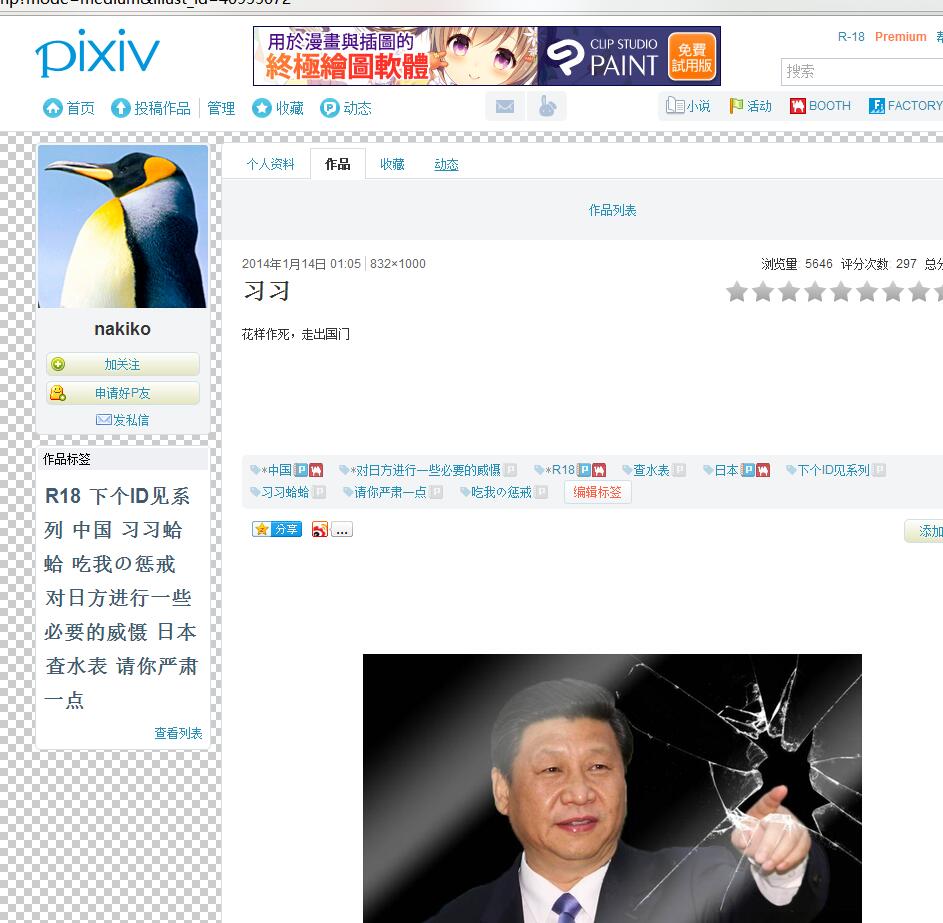 np?mode=medium&illust_id=40955672
pixiv
用於漫畫與插圖的
終極繪圖軟體
CLIP STUDIO
PAINT
免費
試用版
R-18 Premium
搜索
首页 投稿作品 管理 收藏 动态
小说 活动 BOOTH FACTORY
个人资料 作品 收藏 动态
作品列表
2014年1月14日 01:05 832×1000
浏览量 5646 评分次数 297 总分
习习
花样作死，走出国门
nakiko
加关注
申请好P友
发私信
作品标签
R18 下个ID见系
列 中国 习习蛤
蛤 吃我の惩戒
对日方进行一些
必要的威慑 日本
查水表 请你严肃
一点
查看列表
*中国 *对日方进行一些必要的威慑 *R18 查水表 日本 下个ID见系列
习习蛤蛤 请你严肃一点 吃我の惩戒 编辑标签
分享 ...
添加